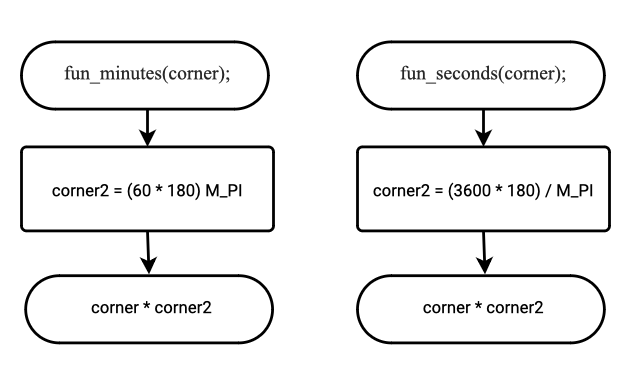 fun_minutes(corner);
corner2 = (60 * 180) M_PI
corner * corner2
fun_seconds(corner);
corner2 = (3600 * 180) / M_PI
corner * corner2